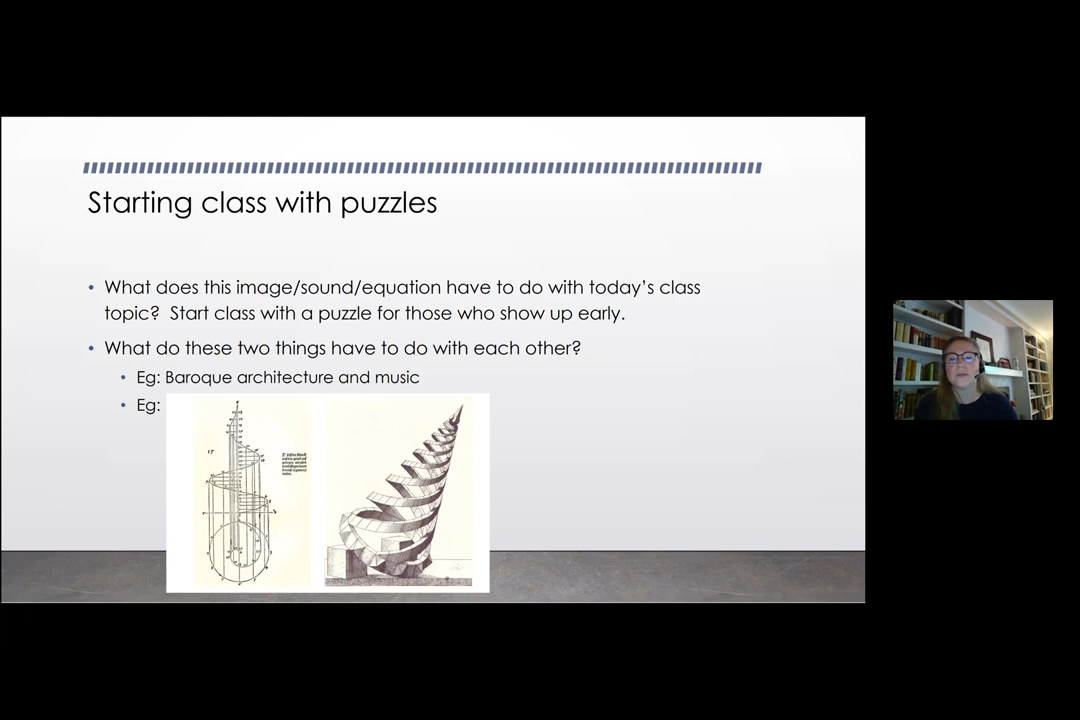 Starting class with puzzles
• What does this image/sound/equation have to do with today's class
topic?  Start class with a puzzle for those who show up early.
• What do these two things have to do with each other?
• Eg: Baroque architecture and music
• Eg: